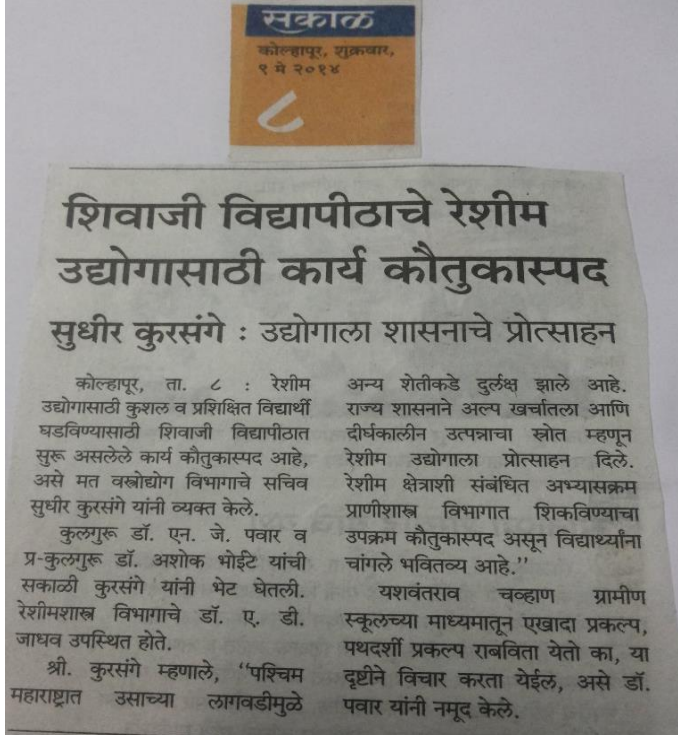 सकाळ
कोल्हापूर, शुक्रवार,
९ मे २०१४
८
शिवाजी विद्यापीठाचे रेशीम
उद्योगासाठी कार्य कौतुकास्पद
सुधीर कुरसंगे : उद्योगाला शासनाचे प्रोत्साहन
कोल्हापूर, ता. ८ : रेशीम
उद्योगासाठी कुशल व प्रशिक्षित विद्यार्थी
घडविण्यासाठी शिवाजी विद्यापीठात
सुरू असलेले कार्य कौतुकास्पद आहे,
असे मत वस्त्रोद्योग विभागाचे सचिव
सुधीर कुरसंगे यांनी व्यक्त केले.
कुलगुरू डॉ. एन. जे. पवार व
प्र-कुलगुरू डॉ. अशोक भोईटे यांची
सकाळी कुरसंगे यांनी भेट घेतली.
रेशीमशास्त्र विभागाचे डॉ. ए. डी.
जाधव उपस्थित होते.
श्री. कुरसंगे म्हणाले, "पश्चिम
महाराष्ट्रात उसाच्या लागवडीमुळे
अन्य शेतीकडे दुर्लक्ष झाले आहे.
राज्य शासनाने अल्प खर्चातला आणि
दीर्घकालीन उत्पन्नाचा स्रोत म्हणून
रेशीम उद्योगाला प्रोत्साहन दिले.
रेशीम क्षेत्राशी संबंधित अभ्यासक्रम
प्राणीशास्त्र विभागात शिकविण्याचा
उपक्रम कौतुकास्पद असून विद्यार्थ्यांना
चांगले भवितव्य आहे."
यशवंतराव चव्हाण ग्रामीण
स्कूलच्या माध्यमातून एखादा प्रकल्प,
पथदर्शी प्रकल्प राबविता येतो का, या
दृष्टीने विचार करता येईल, असे डॉ.
पवार यांनी नमूद केले.